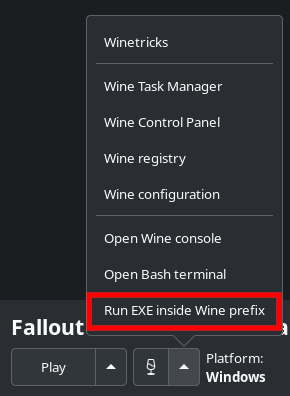 Winetricks
Wine Task Manager
Wine Control Panel
Wine registry
Wine configuration
Open Wine console
Open Bash terminal
Run EXE inside Wine prefix
Fallout
Play
Platform:
Windows